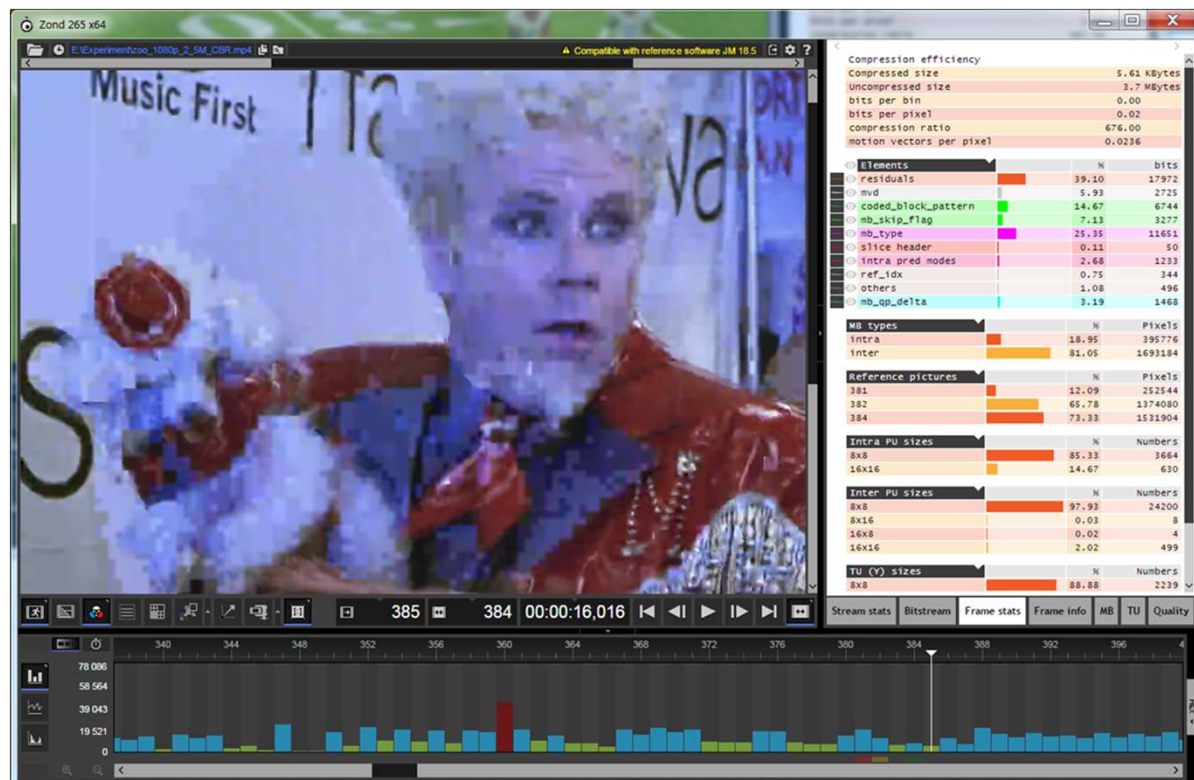 Zond 265 x64
E:\Experiment\zoo_1080p_2_5M_CBR.mp4
Compatible with reference software JM 18.5
?
Music First
Compression efficiency
Compressed size 5.61 KBytes
Uncompressed size 3.7 MBytes
bits per bin 0.00
bits per pixel 0.02
compression ratio 676.00
motion vectors per pixel 0.0236
Elements % bits
residuals 39.10 17972
mvd 5.93 2725
coded_block_pattern 14.67 6744
mb_skip_flag 7.13 3277
mb_type 25.35 11651
slice header 0.11 50
intra pred modes 2.68 1233
ref_idx 0.75 344
others 1.08 496
mb_qp_delta 3.19 1468
MB types % Pixels
intra 18.95 395776
inter 81.05 1693184
Reference pictures % Pixels
381 12.09 252544
382 65.78 1374080
384 73.33 1531904
Intra PU sizes % Numbers
8x8 85.33 3664
16x16 14.67 630
Inter PU sizes % Numbers
8x8 97.93 24200
8x16 0.03 8
16x8 0.02 4
16x16 2.02 499
TU (Y) sizes % Numbers
8x8 88.88 2239
385 384 00:00:16,016
Stream stats Bitstream Frame stats Frame info MB TU Quality
340 344 348 352 356 360 364 368 372 376 380 384 388 392 396
78 086
58 564
39 043
19 521
0